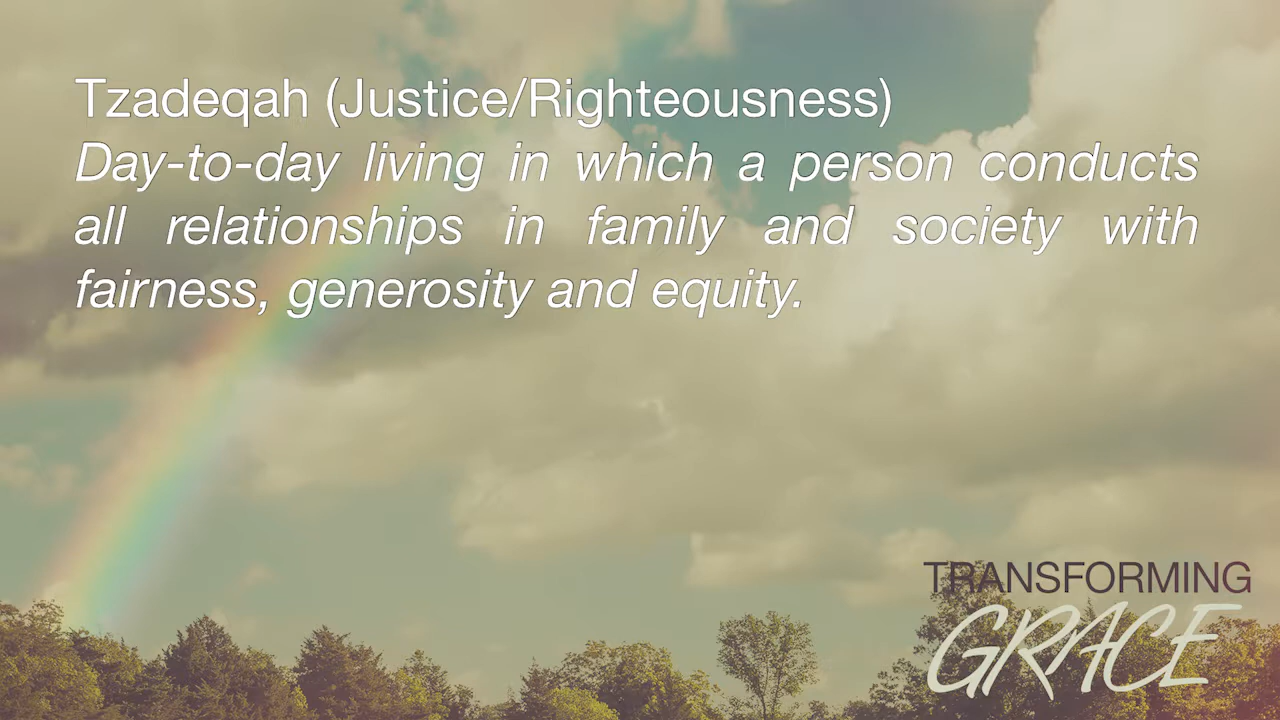 Tzadeqah (Justice/Righteousness)
Day-to-day living in which a person conducts
all relationships in family and society with
fairness, generosity and equity.
TRANSFORMING
GRACE